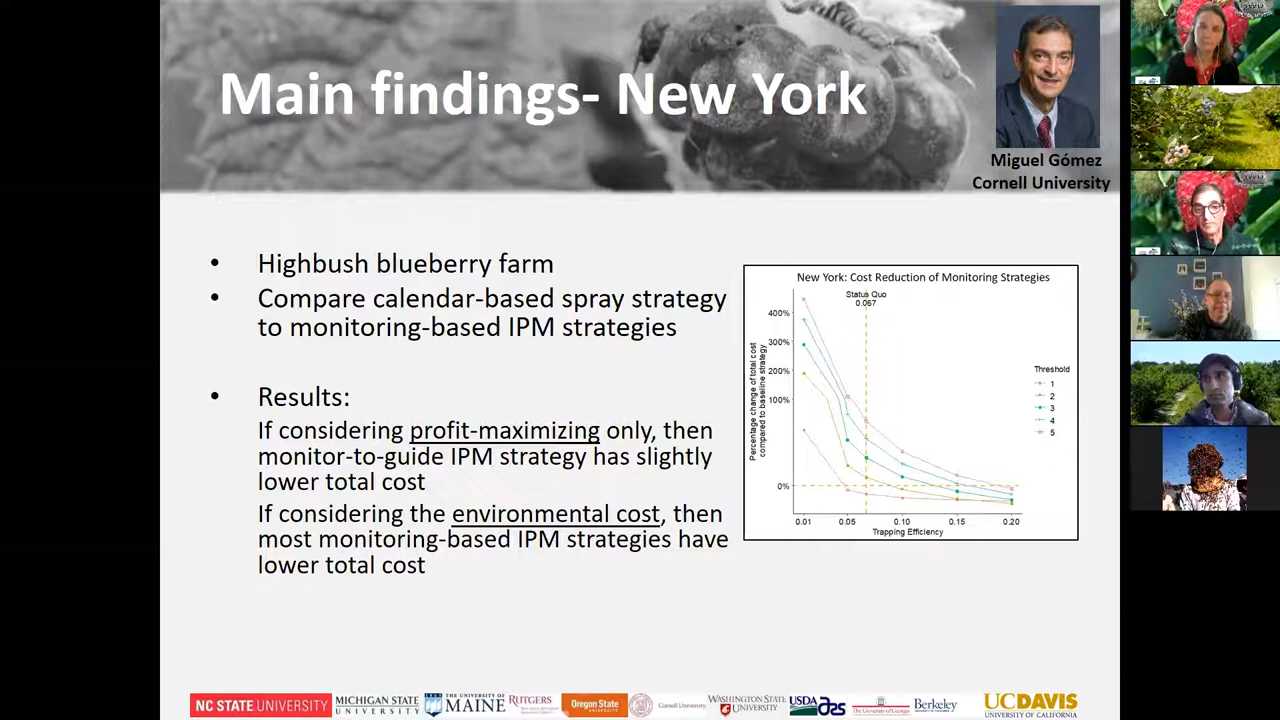 Main findings- New York
Miguel Gómez
Cornell University
• Highbush blueberry farm
• Compare calendar-based spray strategy
to monitoring-based IPM strategies
• Results:
If considering profit-maximizing only, then
monitor-to-guide IPM strategy has slightly
lower total cost
If considering the environmental cost, then
most monitoring-based IPM strategies have
lower total cost
New York: Cost Reduction of Monitoring Strategies
Status Quo
0.067
Percentage change of total cost
compared to baseline strategy
400%
300%
200%
100%
0%
0.01 0.05 0.10 0.15 0.20
Trapping Efficiency
Threshold
1
2
3
4
5
NC STATE UNIVERSITY
MICHIGAN STATE
UNIVERSITY
THE UNIVERSITY OF
MAINE
RUTGERS
Oregon State
Cornell University
WASHINGTON STATE
UNIVERSITY
USDA
The University of Georgia
Berkeley
UC DAVIS
UNIVERSITY OF CALIFORNIA